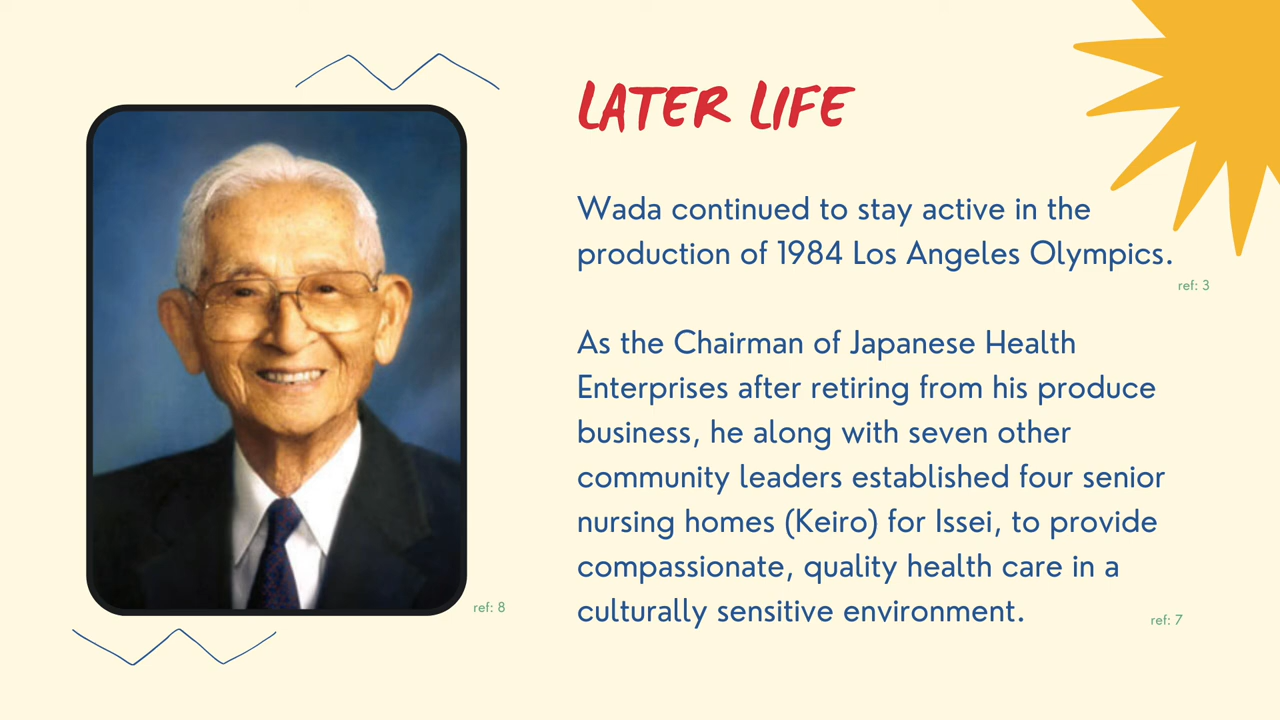 LATER LIFE
Wada continued to stay active in the
production of 1984 Los Angeles Olympics.
ref: 3
As the Chairman of Japanese Health
Enterprises after retiring from his produce
business, he along with seven other
community leaders established four senior
nursing homes (Keiro) for Issei, to provide
compassionate, quality health care in a
culturally sensitive environment.
ref: 8
ref: 7